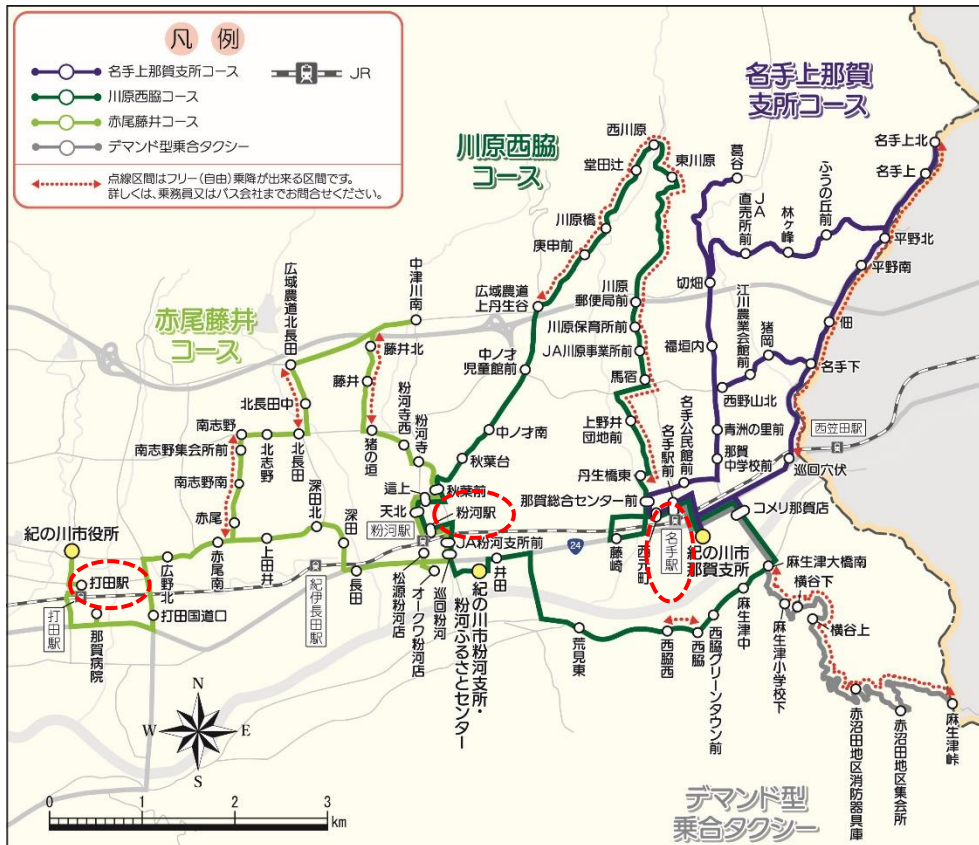 凡 例
名手上那賀支所コース
JR
川原西脇コース
赤尾藤井コース
デマンド型乗合タクシー
点線区間はフリー（自由）乗降が出来る区間です。
詳しくは、乗務員又はバス会社までお問合せください。
名手上那賀
支所コース
川原西脇
コース
赤尾藤井
コース
西川原
堂田辻
東川原
川原橋
庚申前
広域農道
上丹生谷
中ノ才
児童館前
中ノ才南
秋葉台
秋葉前
川原
郵便局前
川原保育所前
JA川原事業所前
馬宿
上野井
団地前
丹生橋東
那賀総合センター前
葛谷
JA
直売所前
林ヶ峰
ふうの丘前
名手上北
名手上
平野北
平野南
佃
名手下
切畑
福垣内
江川農業会館前
猪岡
西野山北
青洲の里前
那賀
中学校前
名手公民館前
名手駅前
西笠田駅
巡回穴伏
コメリ那賀店
名手駅
紀の川市
那賀支所
藤崎
西元町
麻生津大橋南
麻生津中
西脇グリーンタウン前
西脇
西脇西
荒見東
横谷下
横谷上
麻生津小学校下
赤沼田地区消防器具庫
赤沼田地区集会所
麻生津峠
デマンド型
乗合タクシー
中津川南
広域農道北長田
藤井北
藤井
北長田中
粉河寺西
粉河寺
猪の垣
南志野
南志野集会所前
北志野
北長田
南志野南
深田北
赤尾
深田
這上
天北
粉河駅
粉河駅
JA粉河支所前
24
井田
紀の川市粉河支所・
粉河ふるさとセンター
巡回粉河
オークワ粉河店
松源粉河店
紀伊長田駅
長田
上田井
赤尾南
広野北
打田国道口
紀の川市役所
打田駅
打田駅
那賀病院
N
W
E
S
0
1
2
3
km